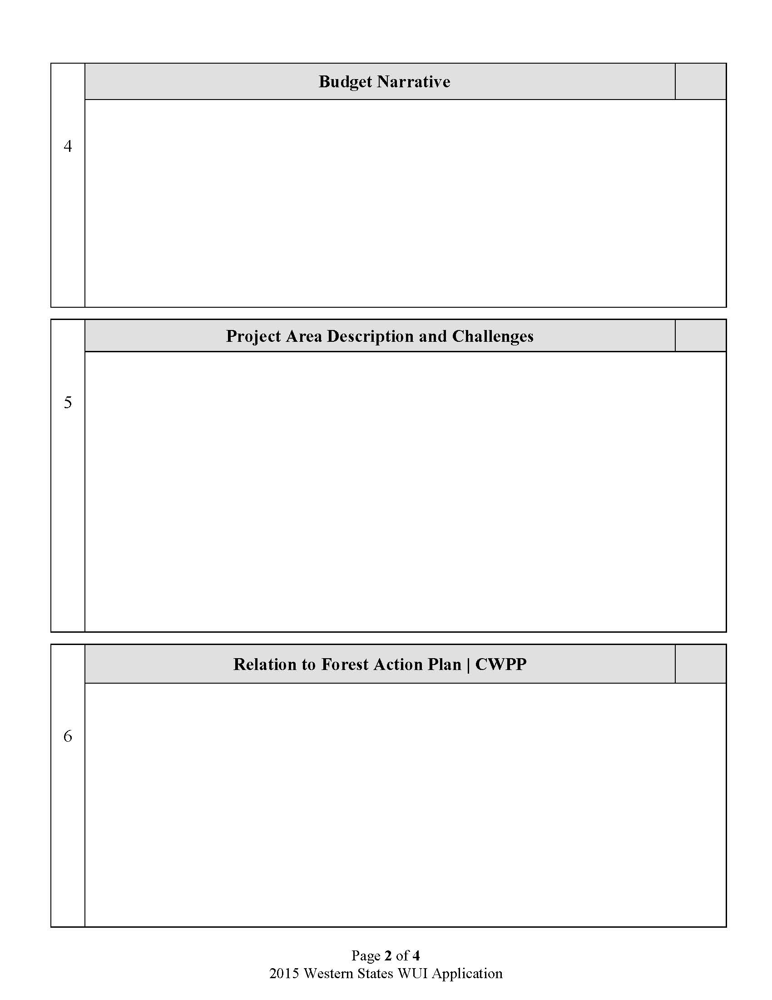 Budget Narrative
4
Project Area Description and Challenges
5
Relation to Forest Action Plan | CWPP
6
Page 2 of 4
2015 Western States WUI Application